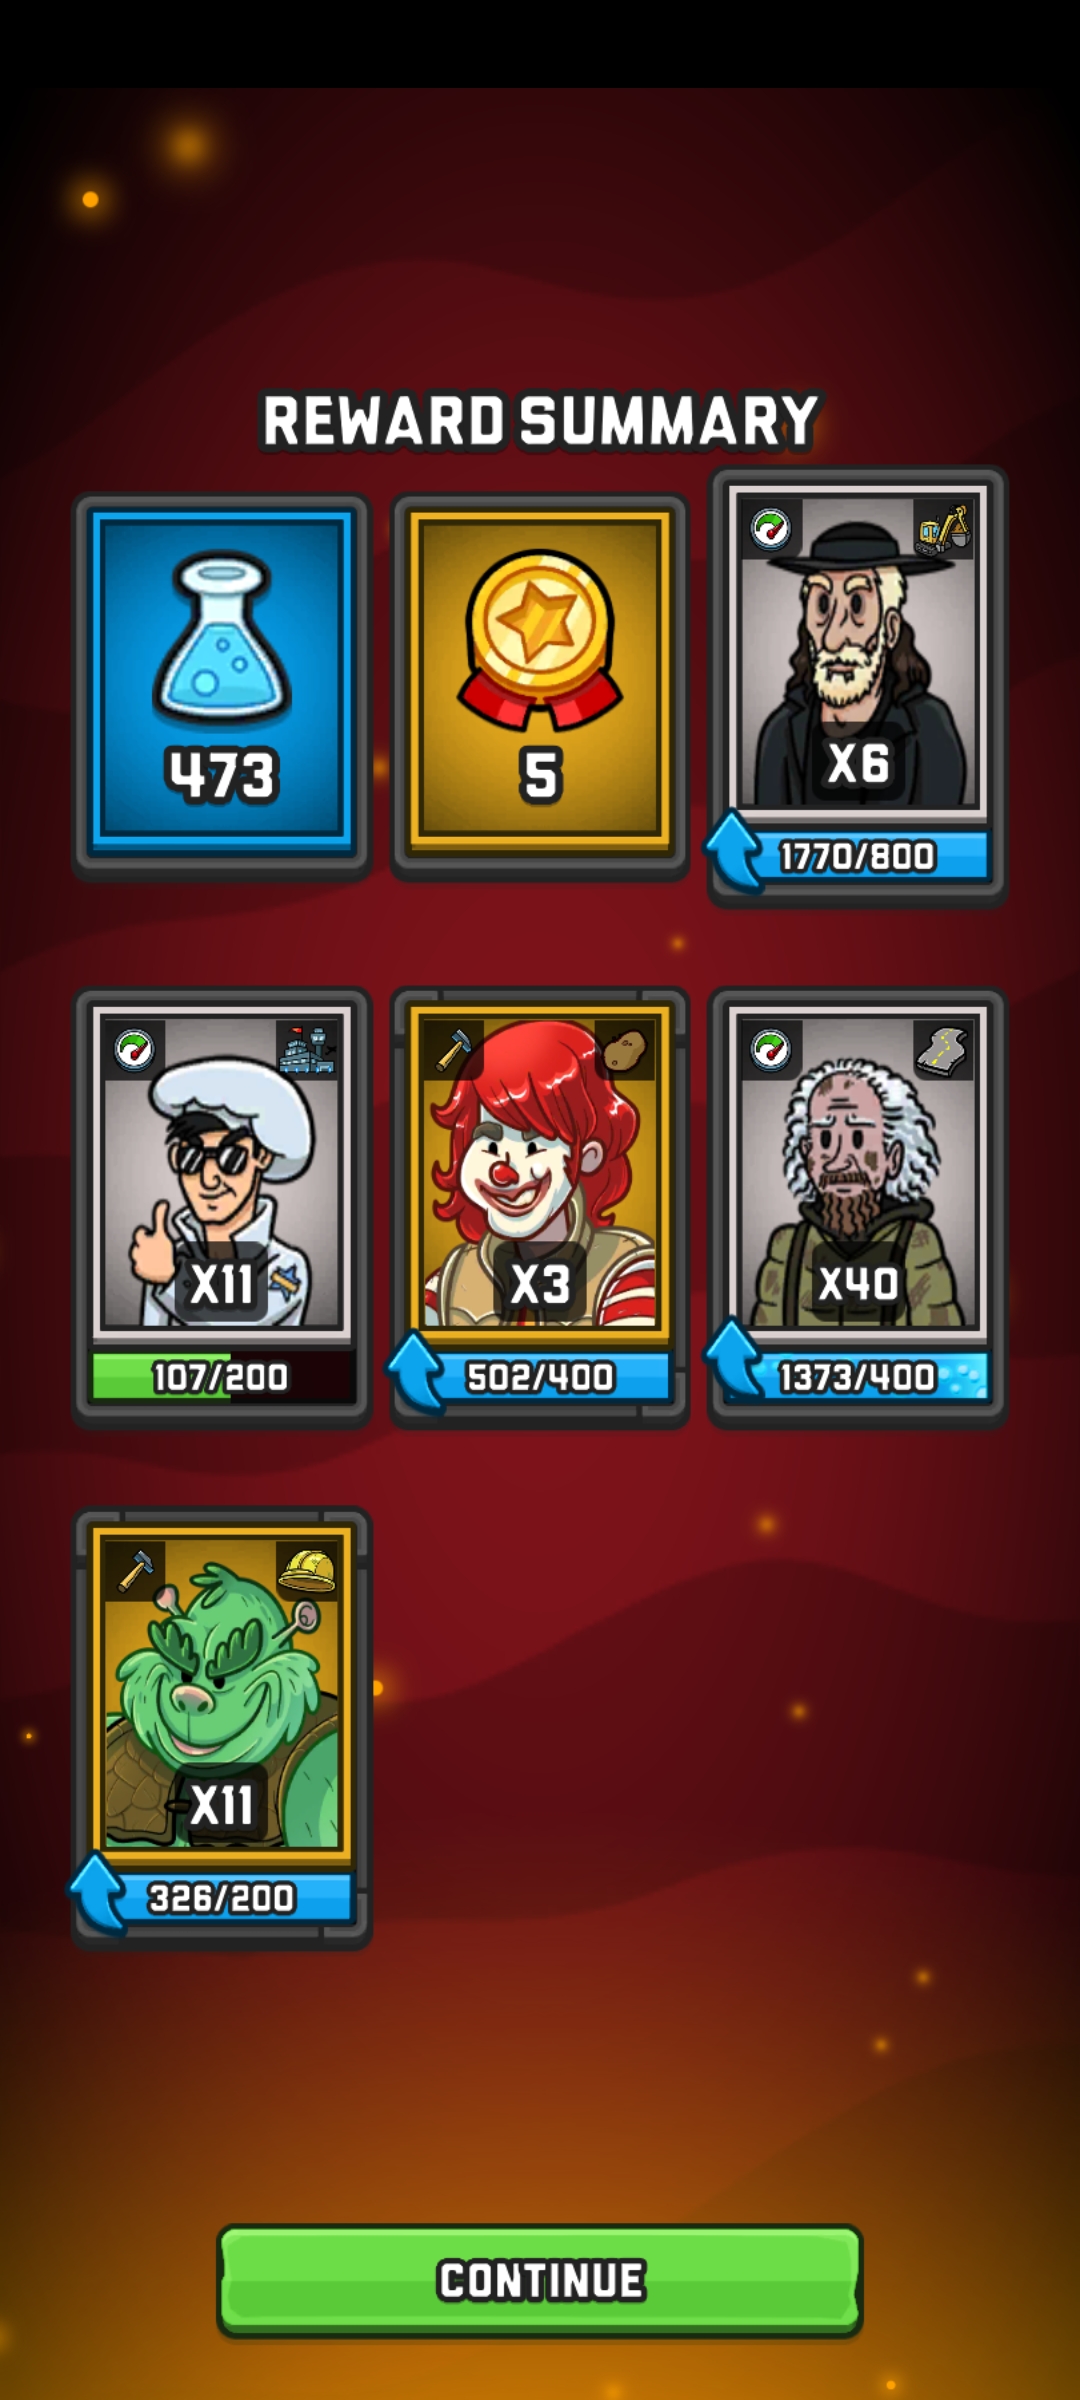 REWARD SUMMARY
473
5
X6
1770/800
X11
107/200
X3
502/400
X40
1373/400
X11
326/200
CONTINUE